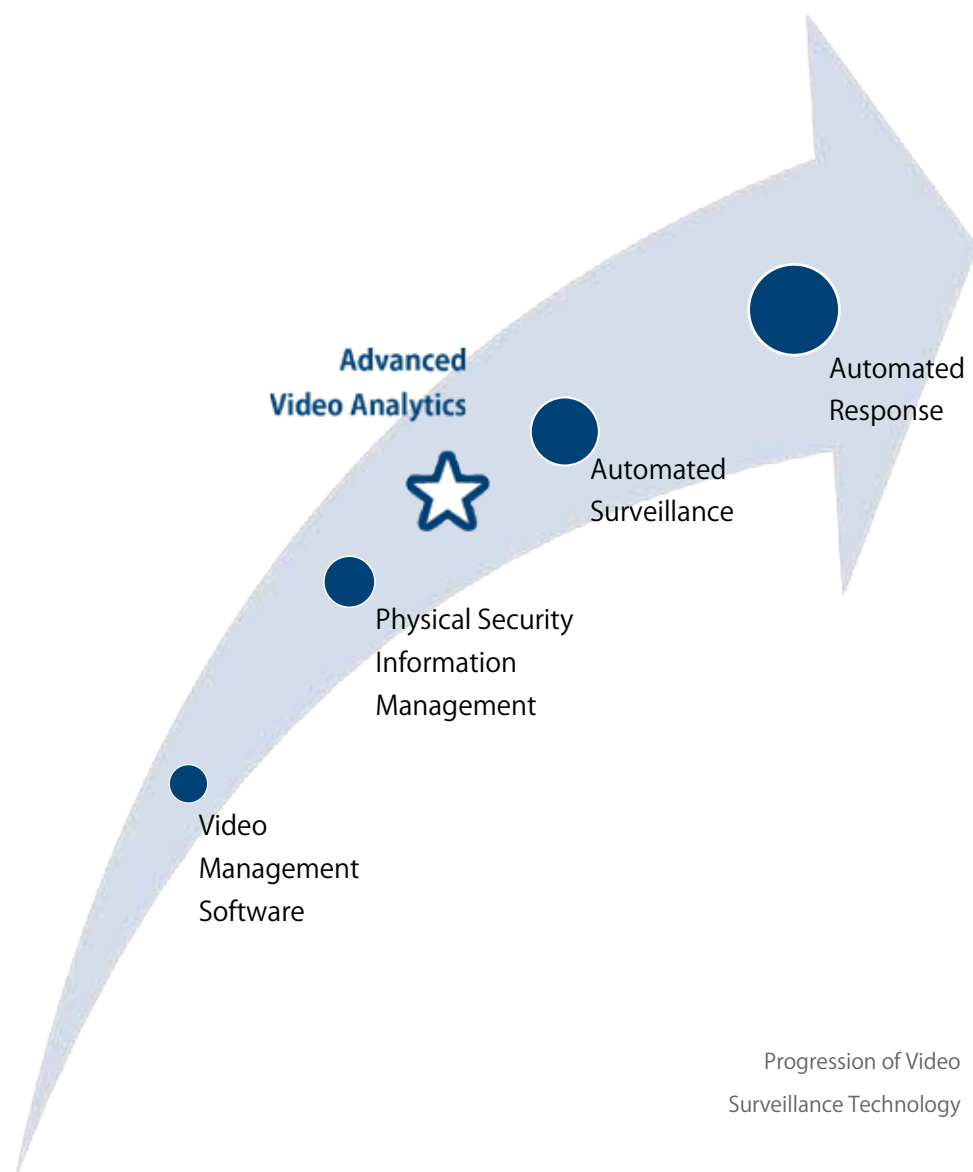 Advanced
Video Analytics
Automated
Response
Automated
Surveillance
Physical Security
Information
Management
Video
Management
Software
Progression of Video
Surveillance Technology